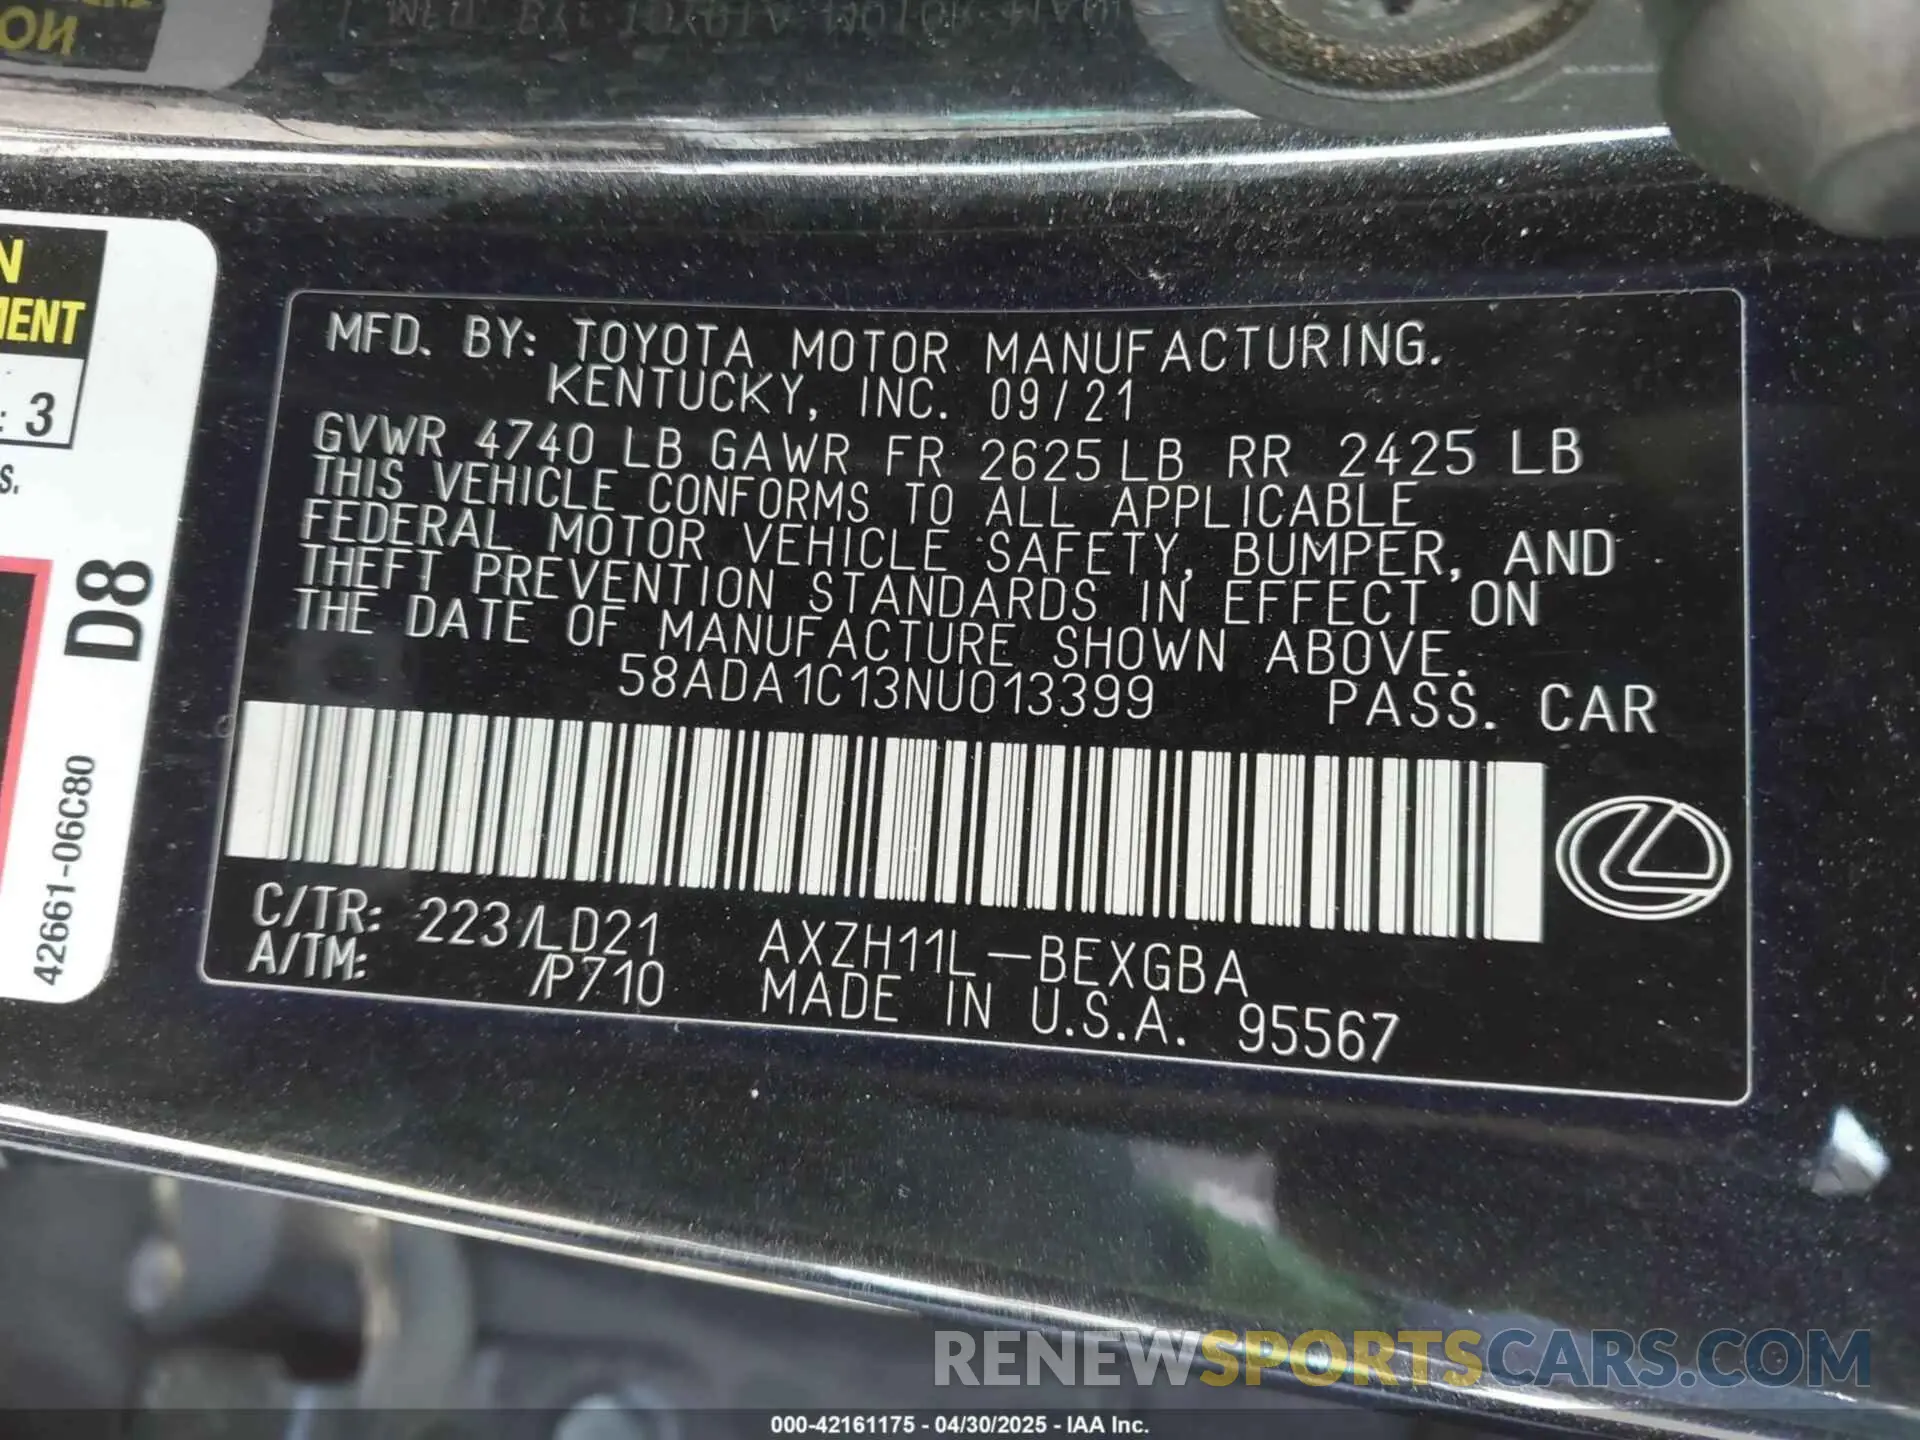 N
MENT
: 3
S.
D8
42661-06C80
MFD. BY: TOYOTA MOTOR MANUFACTURING.
KENTUCKY, INC. 09/21
GVWR 4740 LB GAWR FR 2625 LB RR 2425 LB
THIS VEHICLE CONFORMS TO ALL APPLICABLE
FEDERAL MOTOR VEHICLE SAFETY, BUMPER, AND
THEFT PREVENTION STANDARDS IN EFFECT ON
THE DATE OF MANUFACTURE SHOWN ABOVE.
58ADA1C13NU013399 PASS. CAR
C/TR: 223/LD21 AXZH11L-BEXGBA
A/TM: /P710 MADE IN U.S.A. 95567
RENEWSPORTSCARS.COM
000-42161175 - 04/30/2025 - IAA Inc.